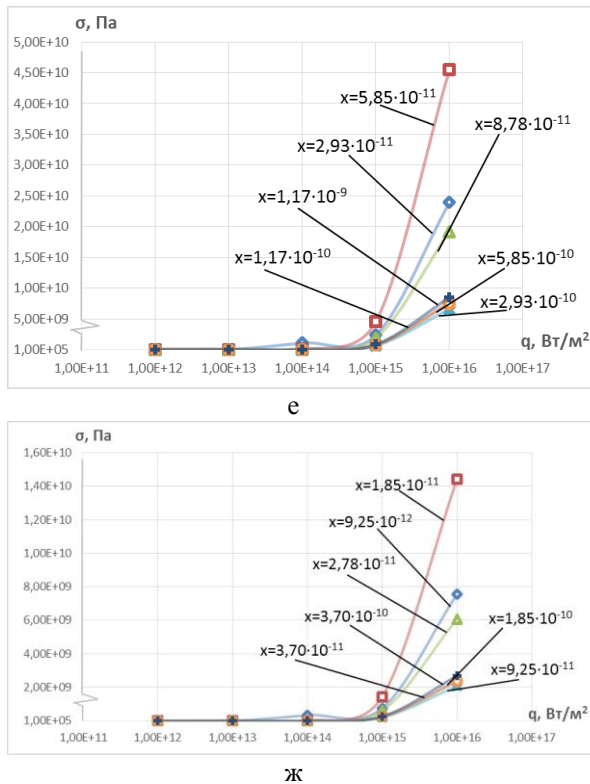 σ, Па
5,00E+10
4,50E+10
4,00E+10
3,50E+10
3,00E+10
2,50E+10
2,00E+10
1,50E+10
1,00E+10
5,00E+09
1,00E+05
x=5,85·10⁻¹¹
x=8,78·10⁻¹¹
x=2,93·10⁻¹¹
x=1,17·10⁻⁹
x=1,17·10⁻¹⁰
x=5,85·10⁻¹⁰
x=2,93·10⁻¹⁰
q, Вт/м²
1,00E+11 1,00E+12 1,00E+13 1,00E+14 1,00E+15 1,00E+16 1,00E+17
е
σ, Па
1,60E+10
1,40E+10
1,20E+10
1,00E+10
8,00E+09
6,00E+09
4,00E+09
2,00E+09
1,00E+05
x=1,85·10⁻¹¹
x=9,25·10⁻¹²
x=2,78·10⁻¹¹
x=3,70·10⁻¹⁰
x=1,85·10⁻¹⁰
x=3,70·10⁻¹¹
x=9,25·10⁻¹¹
q, Вт/м²
1,00E+11 1,00E+12 1,00E+13 1,00E+14 1,00E+15 1,00E+16 1,00E+17
ж